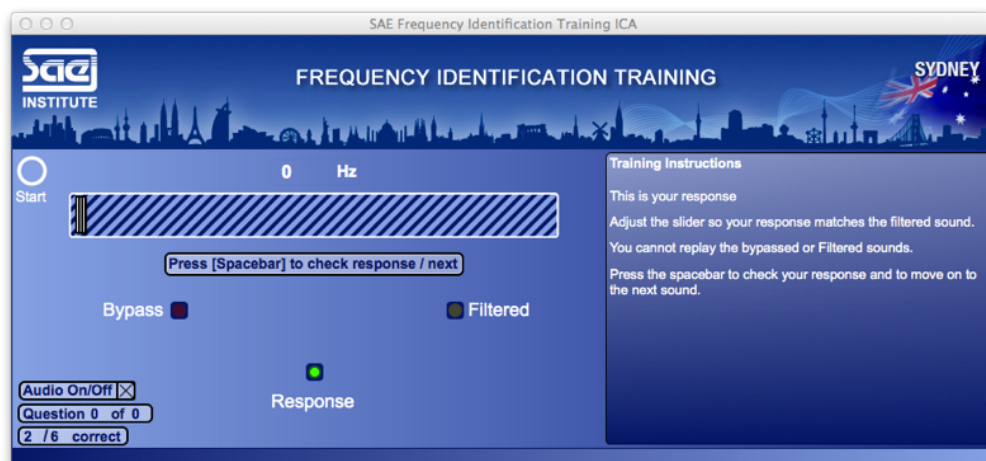 SAE Frequency Identification Training ICA
sae
INSTITUTE
FREQUENCY IDENTIFICATION TRAINING
SYDNEY
Start
0 Hz
Press [Spacebar] to check response / next
Bypass
Filtered
Response
Audio On/Off
Question 0 of 0
2 /6 correct
Training Instructions
This is your response
Adjust the slider so your response matches the filtered sound.
You cannot replay the bypassed or Filtered sounds.
Press the spacebar to check your response and to move on to
the next sound.